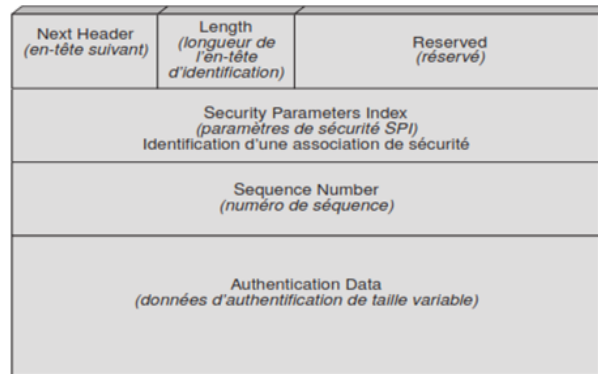 Next Header
(en-tête suivant)
Length
(longueur de
l'en-tête
d'identification)
Reserved
(réservé)
Security Parameters Index
(paramètres de sécurité SPI)
Identification d'une association de sécurité
Sequence Number
(numéro de séquence)
Authentication Data
(données d'authentification de taille variable)